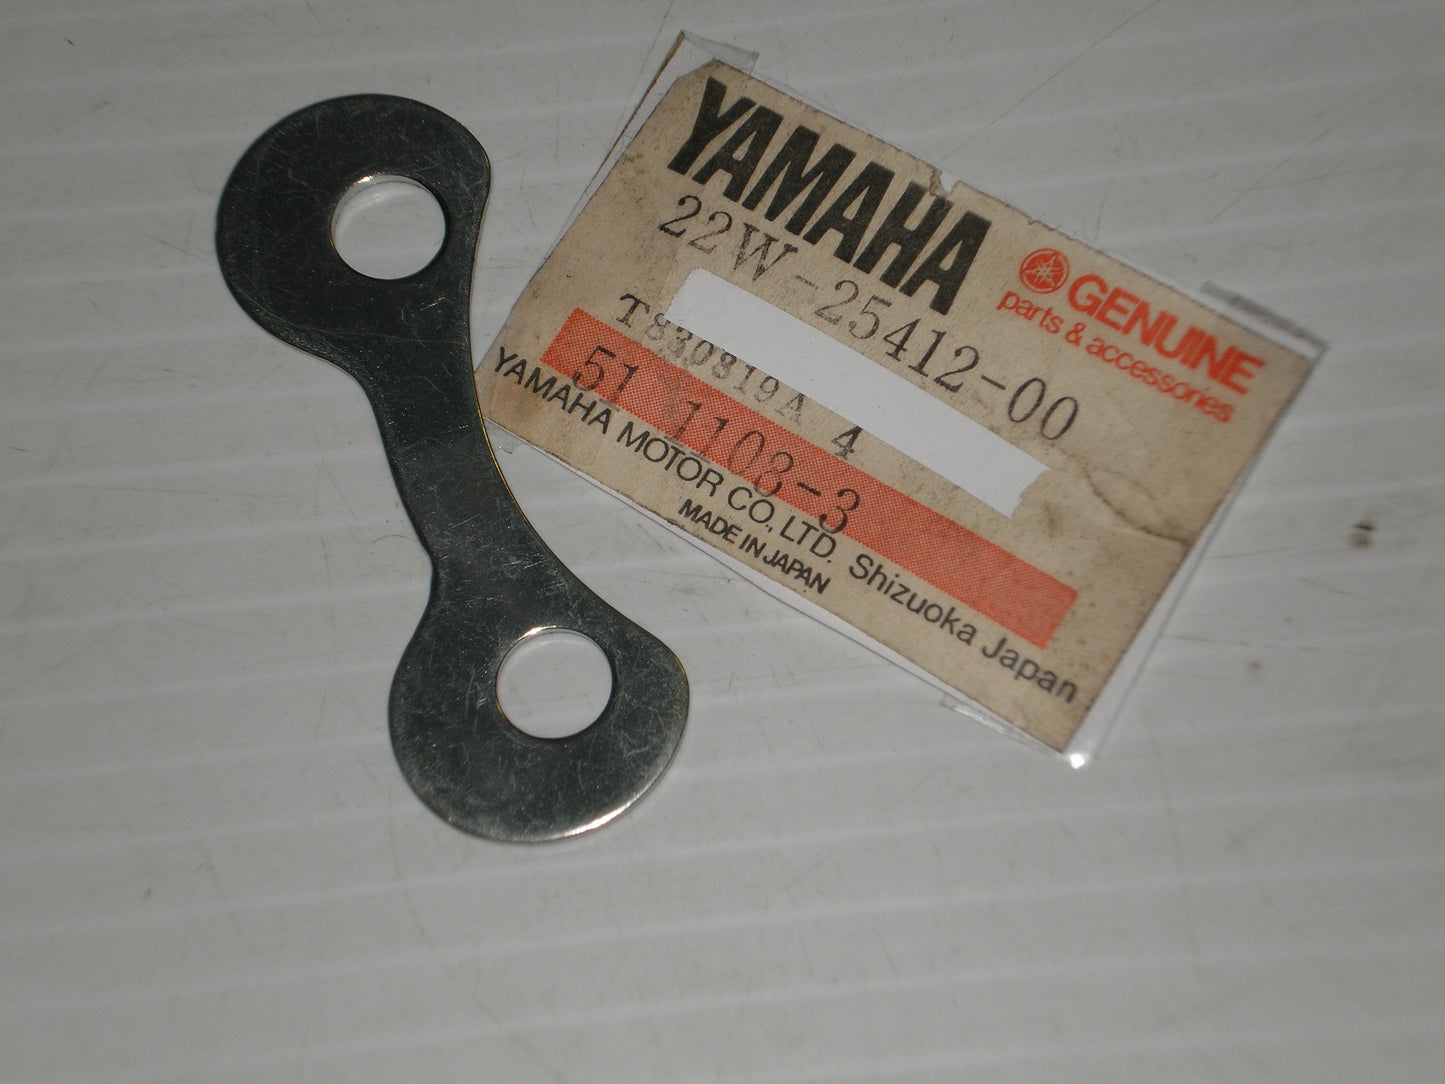 YAMAHA
GENUINE
parts & accessories
22W-25412-00
T830819A 4
51 1103-3
YAMAHA MOTOR CO., LTD. Shizuoka Japan
MADE IN JAPAN